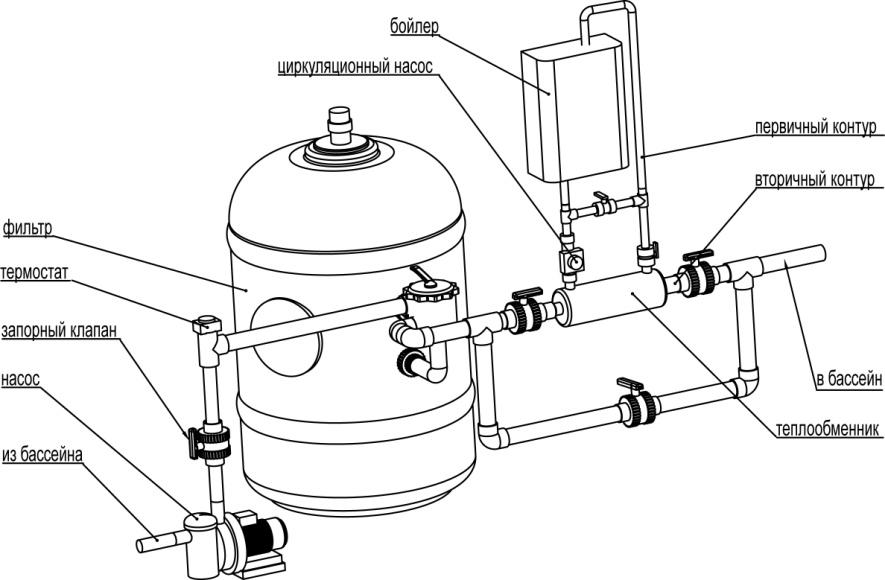 бойлер
циркуляционный насос
первичный контур
вторичный контур
фильтр
термостат
запорный клапан
насос
в бассейн
теплообменник
из бассейна